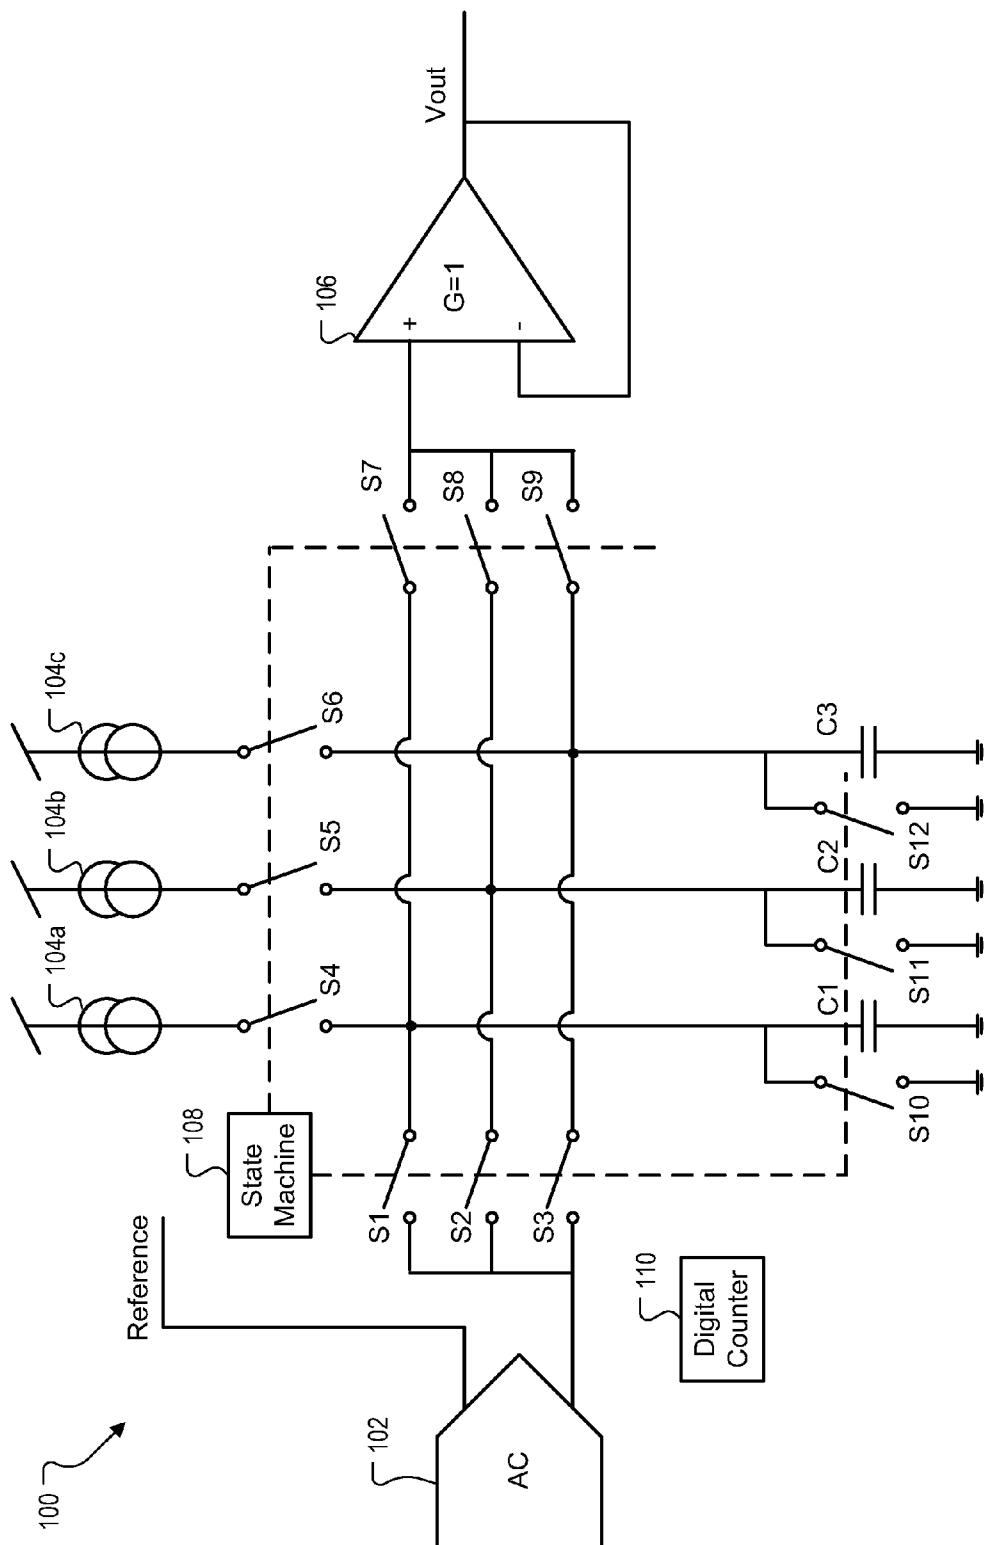 100
102
AC
Reference
108
State
Machine
110
Digital
Counter
S1
S2
S3
104a
104b
104c
S4
S5
S6
S10
C1
S11
C2
S12
C3
S7
S8
S9
106
+
-
G=1
Vout